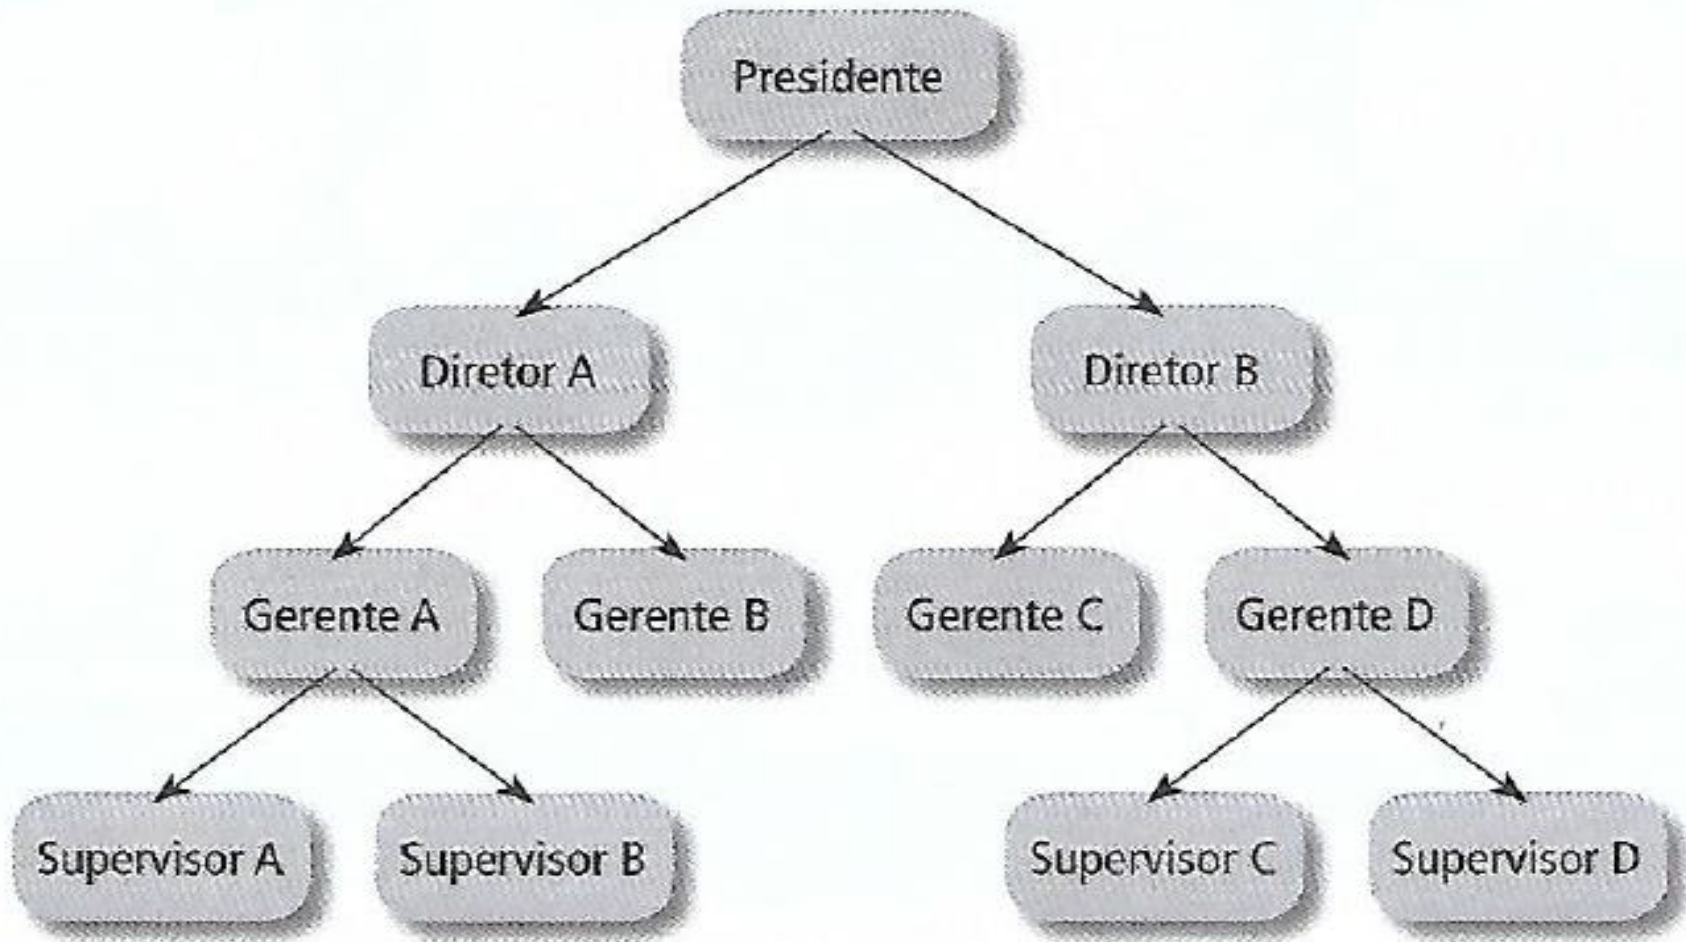 Presidente
Diretor A
Diretor B
Gerente A
Gerente B
Gerente C
Gerente D
Supervisor A
Supervisor B
Supervisor C
Supervisor D